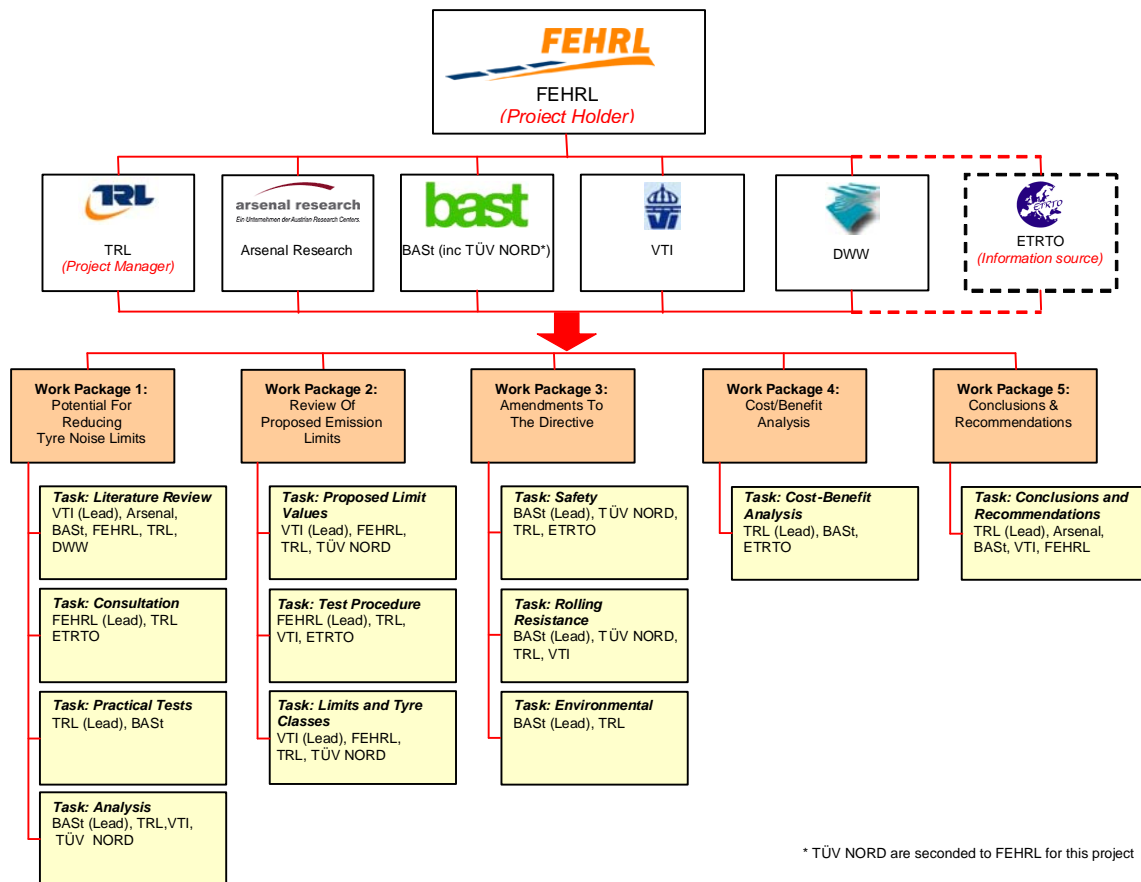 FEHRL
FEHRL
(Project Holder)
TRL
TRL
(Project Manager)
arsenal research
Ein Unternehmen der Austrian Research Centers.
Arsenal Research
bast
BASt (inc TÜV NORD*)
VTI
DWW
ETRTO
ETRTO
(Information source)
Work Package 1:
Potential For
Reducing
Tyre Noise Limits
Work Package 2:
Review Of
Proposed Emission
Limits
Work Package 3:
Amendments To
The Directive
Work Package 4:
Cost/Benefit
Analysis
Work Package 5:
Conclusions &
Recommendations
Task: Literature Review
VTI (Lead), Arsenal,
BASt, FEHRL, TRL,
DWW
Task: Consultation
FEHRL (Lead), TRL
ETRTO
Task: Practical Tests
TRL (Lead), BASt
Task: Analysis
BASt (Lead), TRL,VTI,
TÜV NORD
Task: Proposed Limit
Values
VTI (Lead), FEHRL,
TRL, TÜV NORD
Task: Test Procedure
FEHRL (Lead), TRL,
VTI, ETRTO
Task: Limits and Tyre
Classes
VTI (Lead), FEHRL,
TRL, TÜV NORD
Task: Safety
BASt (Lead), TÜV NORD,
TRL, ETRTO
Task: Rolling
Resistance
BASt (Lead), TÜV NORD,
TRL, VTI
Task: Environmental
BASt (Lead), TRL
Task: Cost-Benefit
Analysis
TRL (Lead), BASt,
ETRTO
Task: Conclusions and
Recommendations
TRL (Lead), Arsenal,
BASt, VTI, FEHRL
* TÜV NORD are seconded to FEHRL for this project